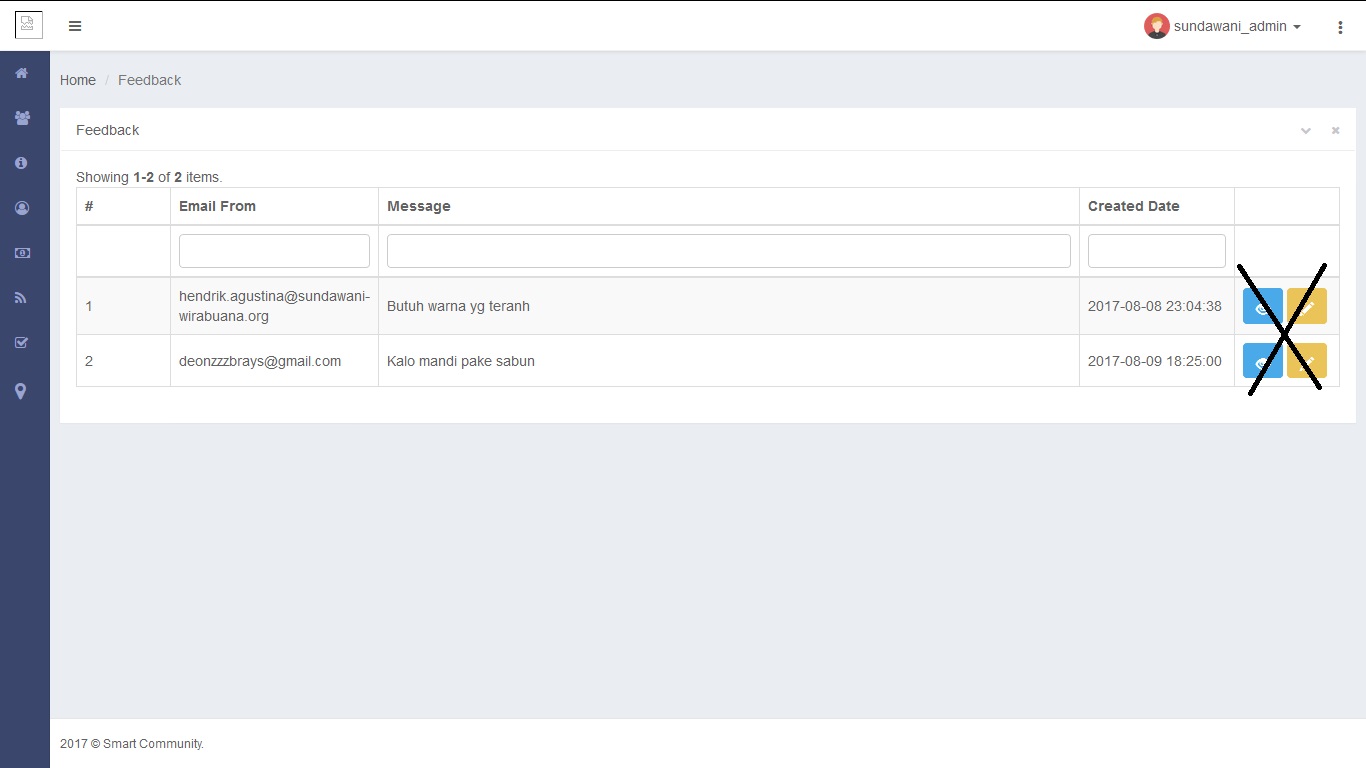 sundawani_admin
Home / Feedback
Feedback
Showing 1-2 of 2 items.
# Email From Message Created Date
1 hendrik.agustina@sundawani-
wirabuana.org Butuh warna yg teranh 2017-08-08 23:04:38
2 deonzzzbrays@gmail.com Kalo mandi pake sabun 2017-08-09 18:25:00
2017 © Smart Community.